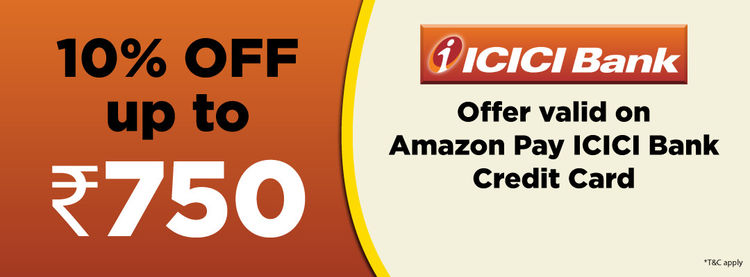 10% OFF
up to
₹750
i ICICI Bank
Offer valid on
Amazon Pay ICICI Bank
Credit Card
*T&C apply